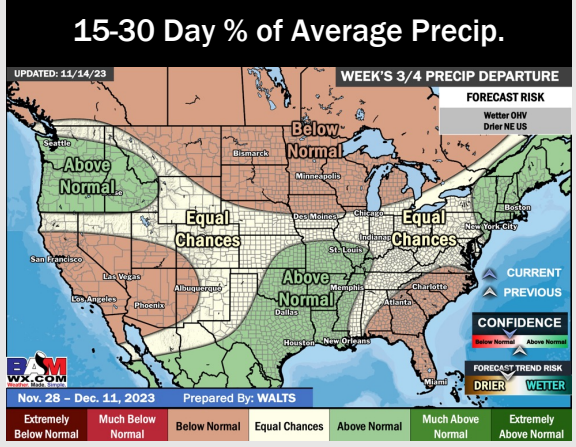 15-30 Day % of Average Precip.
UPDATED: 11/14/23
WEEK'S 3/4 PRECIP DEPARTURE
FORECAST RISK
Wetter OHV
Drier NE US
Seattle
Below
Normal
Bismarck
Above
Normal
Minneapolis
Boston
Equal
Chances
Des Moines
Chicago
Equal
Chances
New York City
Indianap
San Francisco
St. Louis
Las Vegas
Above
Normal
Los Angeles
Phoenix
Albuquerque
Memphis
Charlotte
Atlanta
Dallas
Houston
New Orleans
Miami
CURRENT
PREVIOUS
CONFIDENCE
Below Normal
Above Normal
FORECAST TREND RISK
DRIER
WETTER
BAM
WX.COM
Weather. Made. Simple.
Nov. 28 – Dec. 11, 2023
Prepared By: WALTS
Extremely
Below Normal
Much Below
Normal
Below Normal
Equal Chances
Above Normal
Much Above
Normal
Extremely
Above Normal